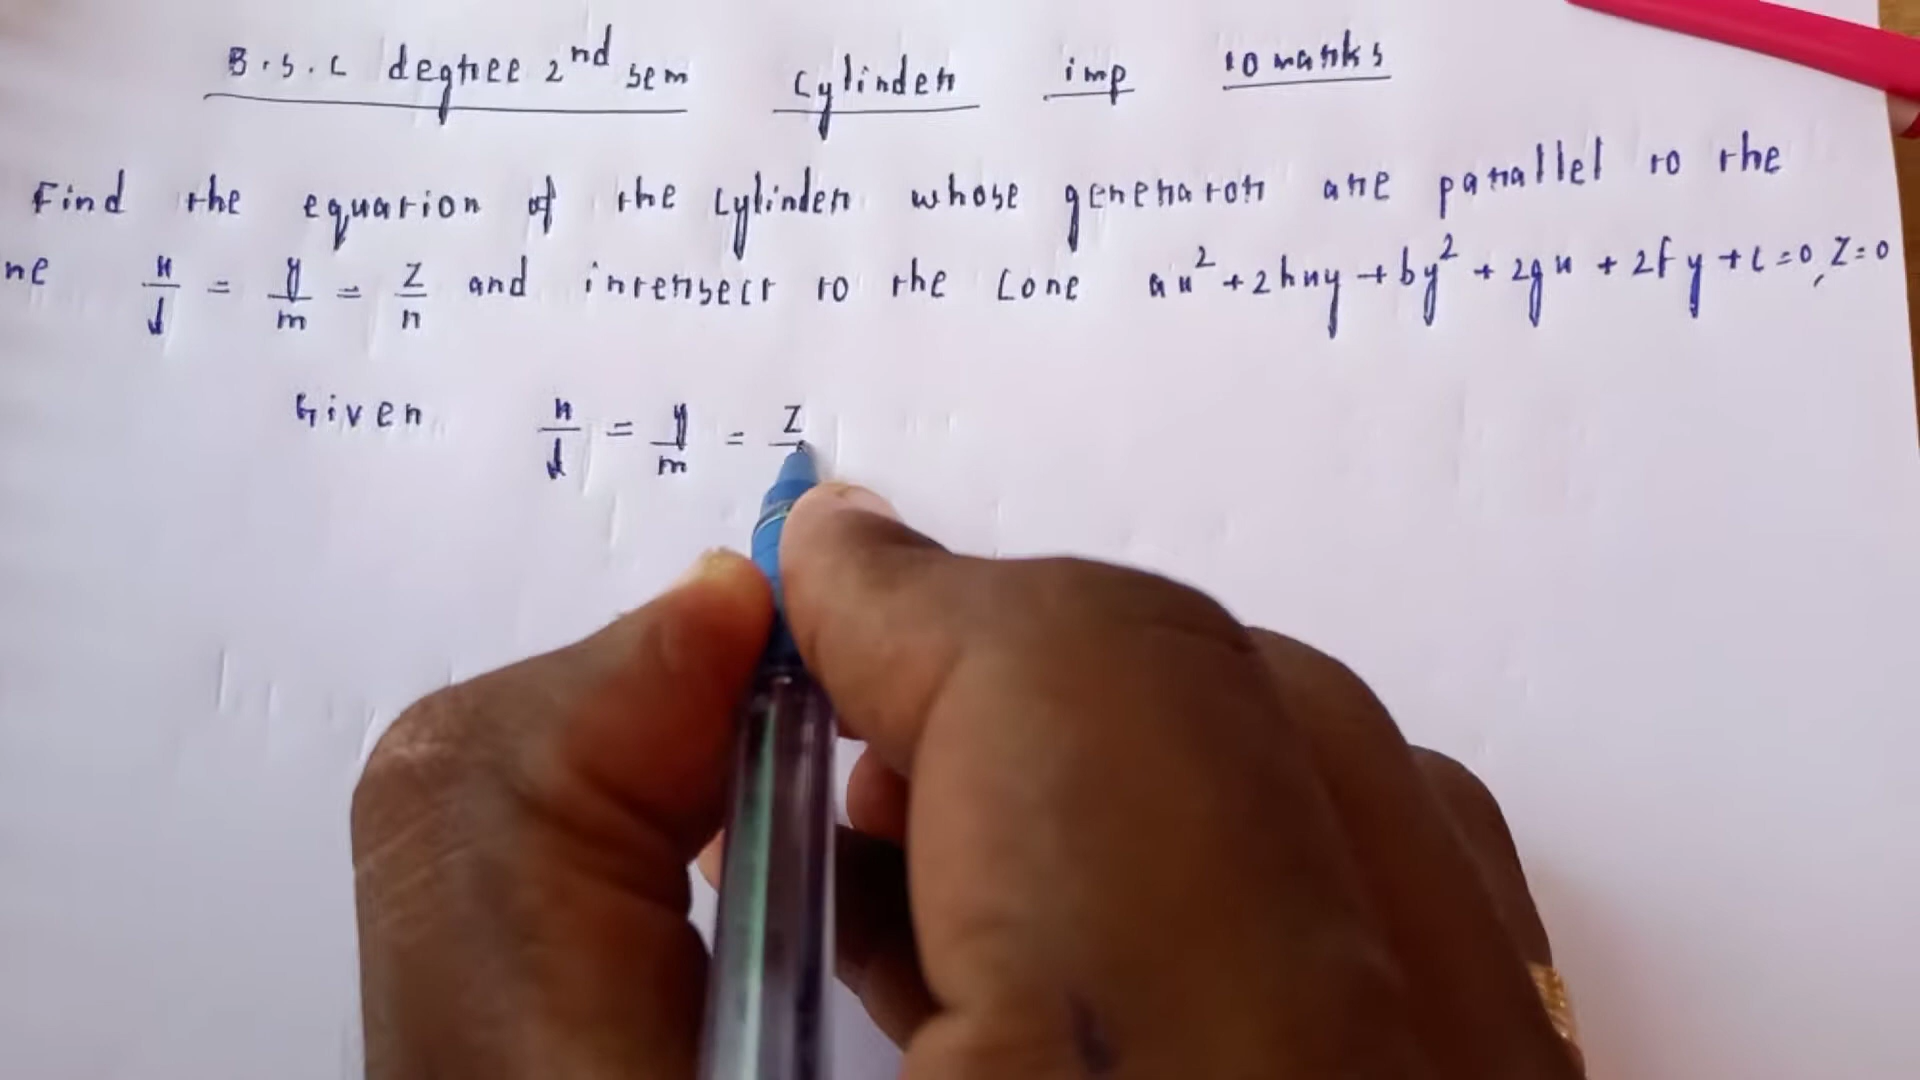 B.S.C degree 2nd sem cylinder imp 10 marks
Find the equation of the cylinder whose generator are parallel to the
ne x/l = y/m = z/n and intersect to the cone ax² + 2hxy + by² + 2gx + 2fy + c = 0, z = 0
Given x/l = y/m = z